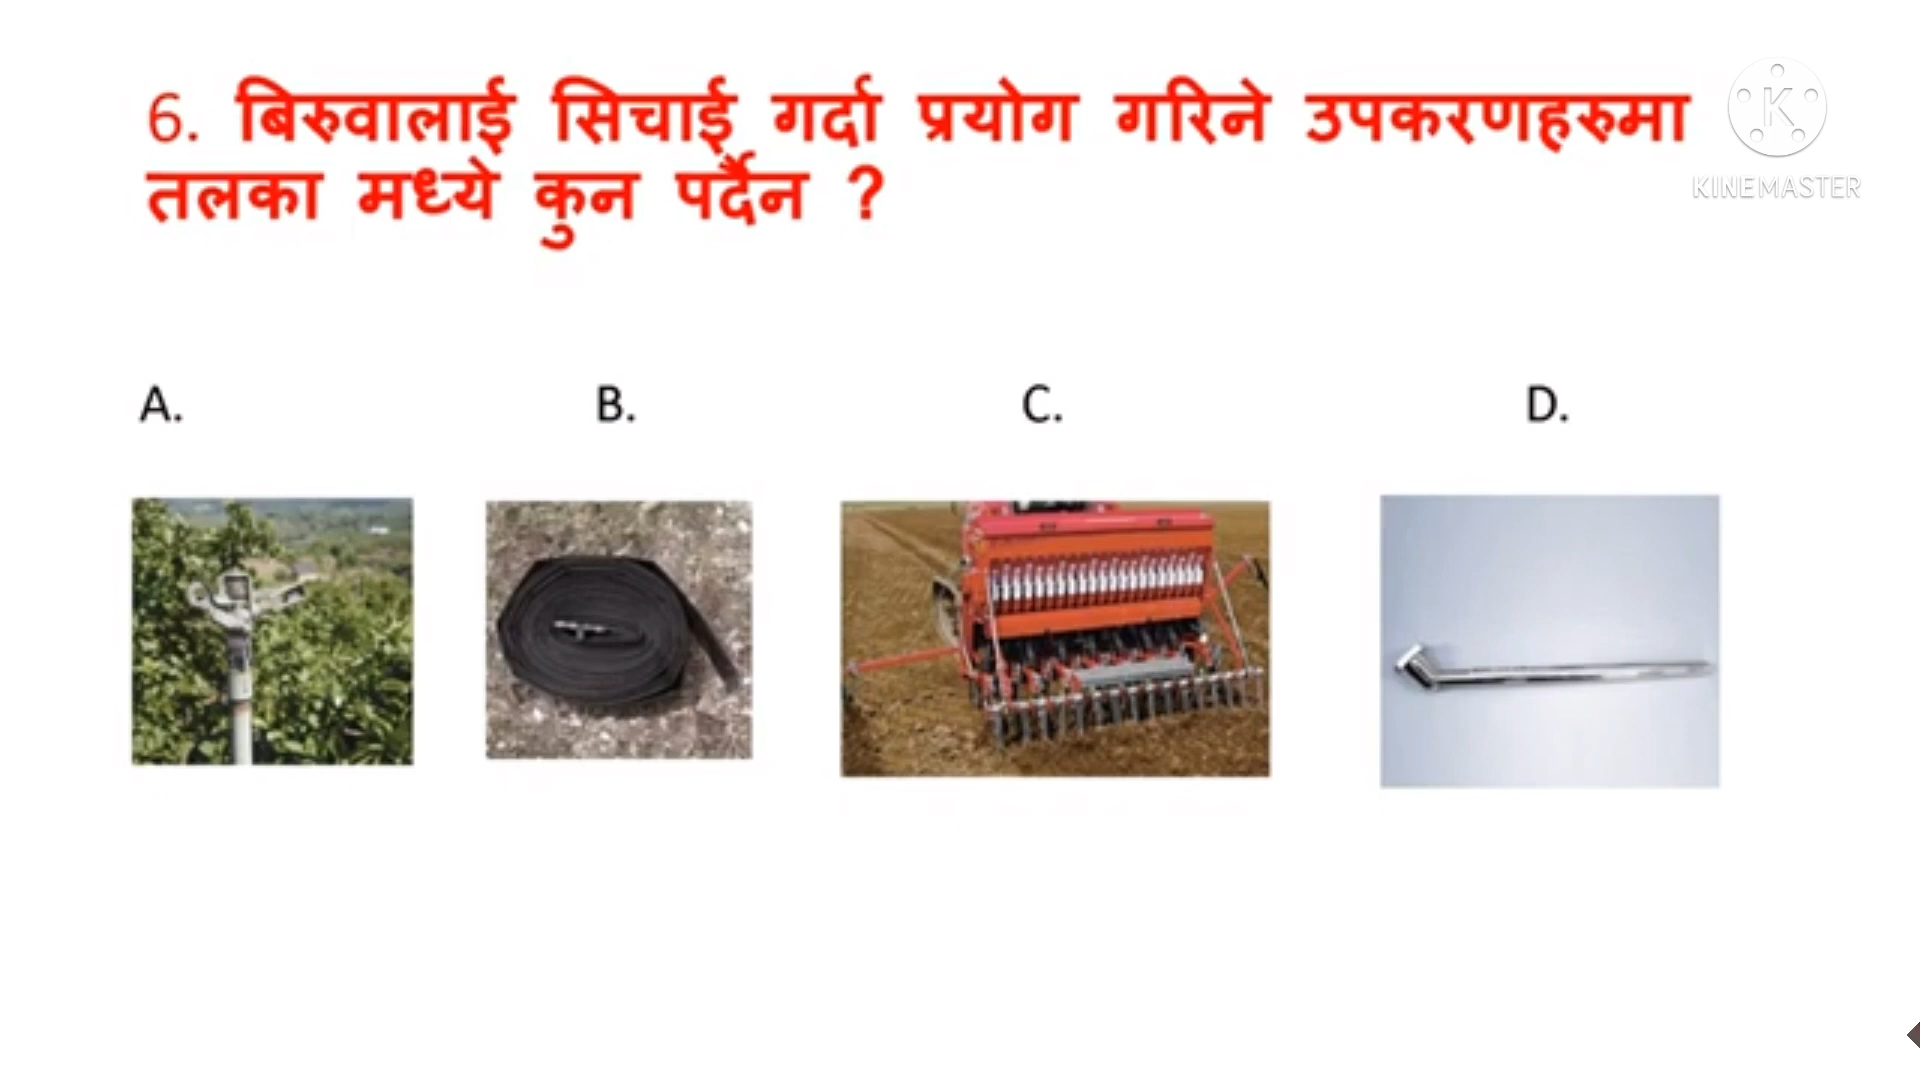 6. बिरुवालाई सिचाई गर्दा प्रयोग गरिने उपकरणहरुमा
तलका मध्ये कुन पर्दैन ?
K
KINEMASTER
A. B. C. D.